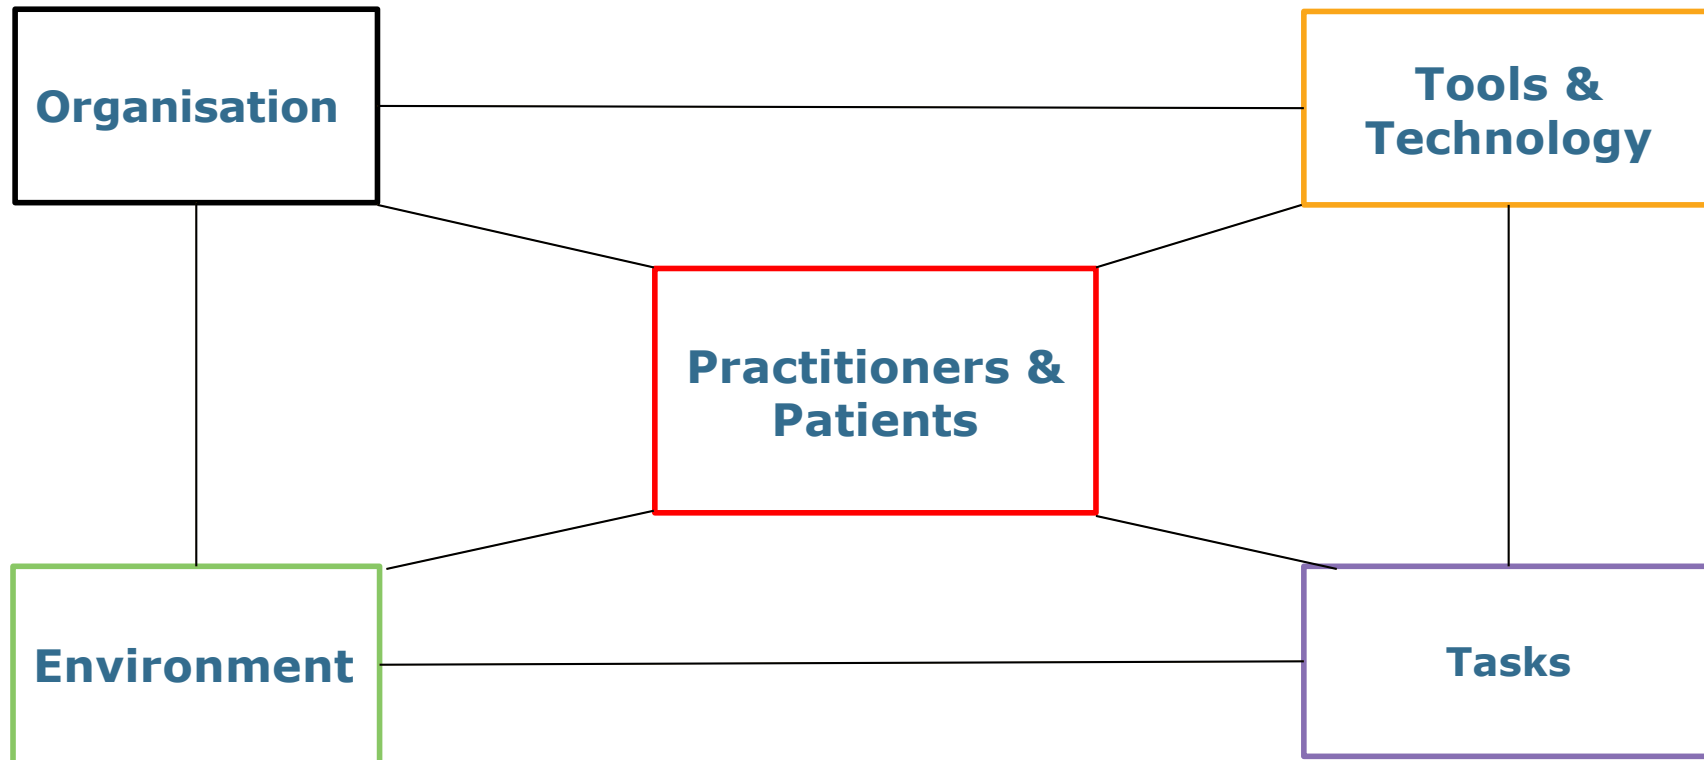 Organisation
Tools &
Technology
Practitioners &
Patients
Environment
Tasks